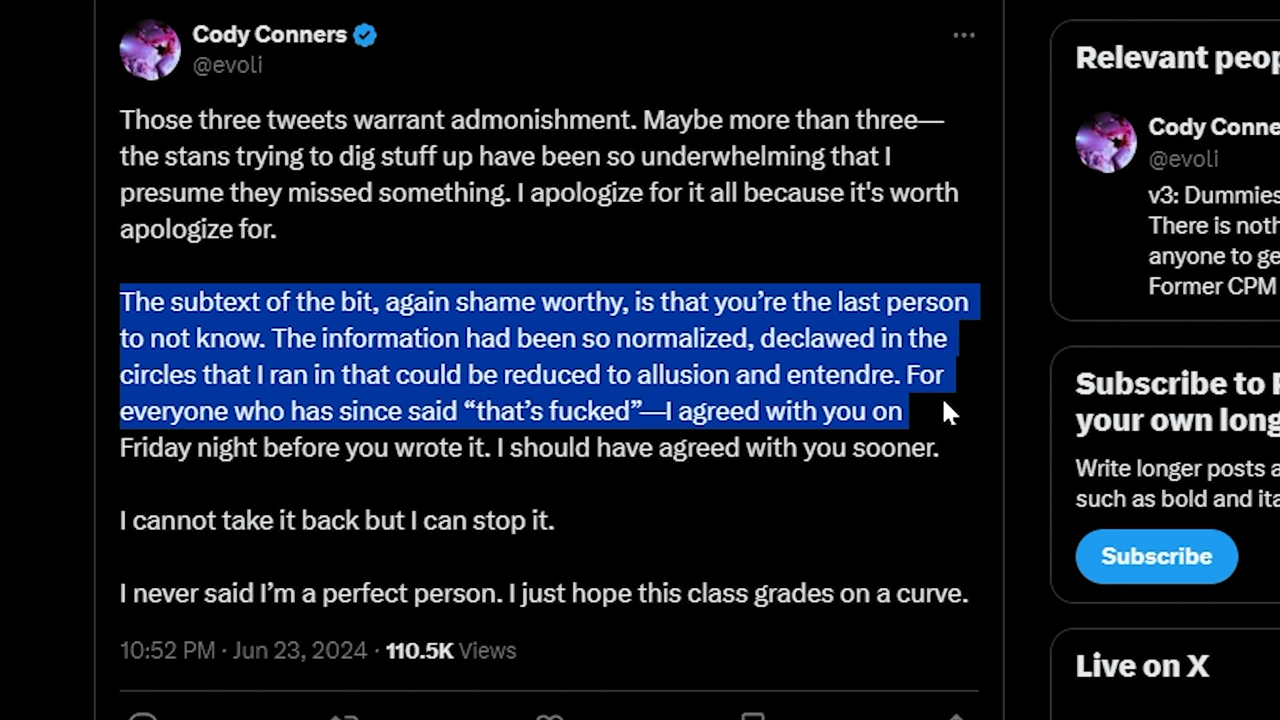 Cody Conners
@evoli
Those three tweets warrant admonishment. Maybe more than three—
the stans trying to dig stuff up have been so underwhelming that I
presume they missed something. I apologize for it all because it's worth
apologize for.
The subtext of the bit, again shame worthy, is that you’re the last person
to not know. The information had been so normalized, declawed in the
circles that I ran in that could be reduced to allusion and entendre. For
everyone who has since said “that’s fucked”—I agreed with you on
Friday night before you wrote it. I should have agreed with you sooner.
I cannot take it back but I can stop it.
I never said I’m a perfect person. I just hope this class grades on a curve.
10:52 PM · Jun 23, 2024 · 110.5K Views
Relevant
Cody
@evoli
v3: Dummies
There is
anyone to
Former CPM
Subscribe to
your own
Write longer posts
such as bold and
Subscribe
Live on X